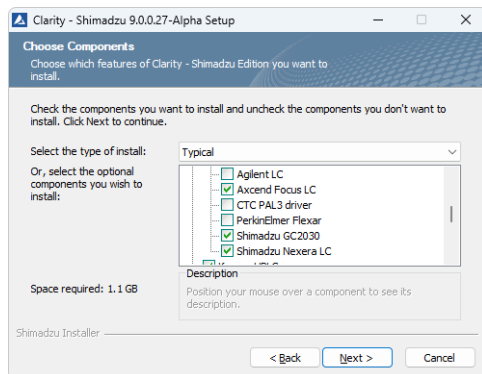 Clarity - Shimadzu 9.0.0.27-Alpha Setup
Choose Components
Choose which features of Clarity - Shimadzu Edition you want to
install.
Check the components you want to install and uncheck the components you don't want to
install. Click Next to continue.
Select the type of install:
Typical
Or, select the optional
components you wish to
install:
Agilent LC
Axcend Focus LC
CTC PAL3 driver
PerkinElmer Flexar
Shimadzu GC2030
Shimadzu Nexera LC
Space required: 1.1 GB
Description
Position your mouse over a component to see its
description.
Shimadzu Installer
< Back
Next >
Cancel